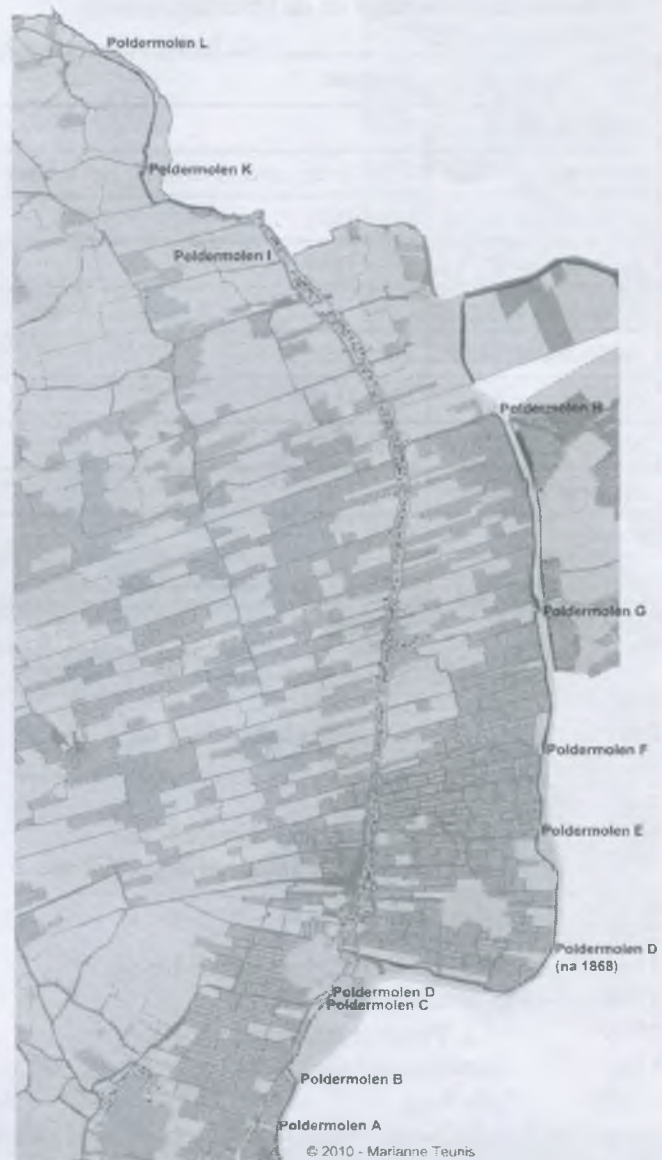 Poldermolen L
Poldermolen K
Poldermolen I
Poldermolen H
Poldermolen G
Poldermolen F
Poldermolen E
Poldermolen D
(na 1868)
Poldermolen D
Poldermolen C
Poldermolen B
Poldermolen A
© 2010 - Marianne Teunis